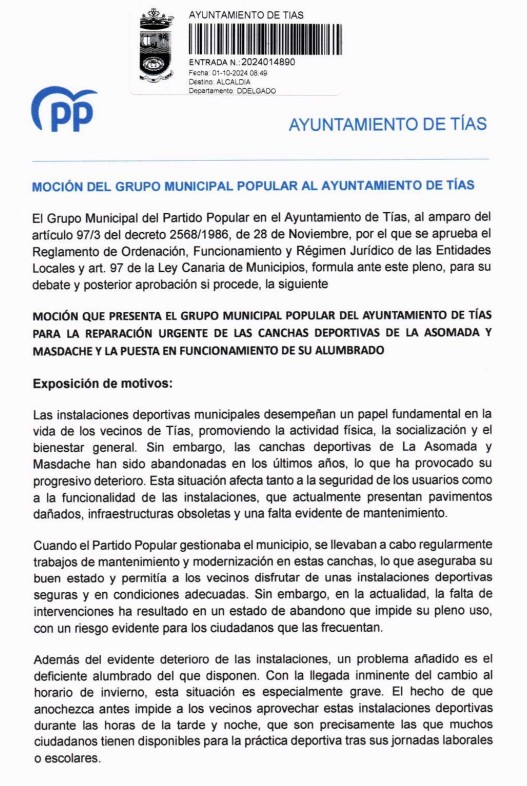 AYUNTAMIENTO DE TIAS
ENTRADA N.:2024014890
Fecha: 01-10-2024 08:49
Destino: ALCALDIA
Departamento: DDELGADO
PP
AYUNTAMIENTO DE TÍAS
MOCIÓN DEL GRUPO MUNICIPAL POPULAR AL AYUNTAMIENTO DE TÍAS
El Grupo Municipal del Partido Popular en el Ayuntamiento de Tías, al amparo del
artículo 97/3 del decreto 2568/1986, de 28 de Noviembre, por el que se aprueba el
Reglamento de Ordenación, Funcionamiento y Régimen Jurídico de las Entidades
Locales y art. 97 de la Ley Canaria de Municipios, formula ante este pleno, para su
debate y posterior aprobación si procede, la siguiente
MOCIÓN QUE PRESENTA EL GRUPO MUNICIPAL POPULAR DEL AYUNTAMIENTO DE TÍAS
PARA LA REPARACIÓN URGENTE DE LAS CANCHAS DEPORTIVAS DE LA ASOMADA Y
MASDACHE Y LA PUESTA EN FUNCIONAMIENTO DE SU ALUMBRADO
Exposición de motivos:
Las instalaciones deportivas municipales desempeñan un papel fundamental en la
vida de los vecinos de Tías, promoviendo la actividad física, la socialización y el
bienestar general. Sin embargo, las canchas deportivas de La Asomada y
Masdache han sido abandonadas en los últimos años, lo que ha provocado su
progresivo deterioro. Esta situación afecta tanto a la seguridad de los usuarios como
a la funcionalidad de las instalaciones, que actualmente presentan pavimentos
dañados, infraestructuras obsoletas y una falta evidente de mantenimiento.
Cuando el Partido Popular gestionaba el municipio, se llevaban a cabo regularmente
trabajos de mantenimiento y modernización en estas canchas, lo que aseguraba su
buen estado y permitía a los vecinos disfrutar de unas instalaciones deportivas
seguras y en condiciones adecuadas. Sin embargo, en la actualidad, la falta de
intervenciones ha resultado en un estado de abandono que impide su pleno uso,
con un riesgo evidente para los ciudadanos que las frecuentan.
Además del evidente deterioro de las instalaciones, un problema añadido es el
deficiente alumbrado del que disponen. Con la llegada inminente del cambio al
horario de invierno, esta situación es especialmente grave. El hecho de que
anochezca antes impide a los vecinos aprovechar estas instalaciones deportivas
durante las horas de la tarde y noche, que son precisamente las que muchos
ciudadanos tienen disponibles para la práctica deportiva tras sus jornadas laborales
o escolares.